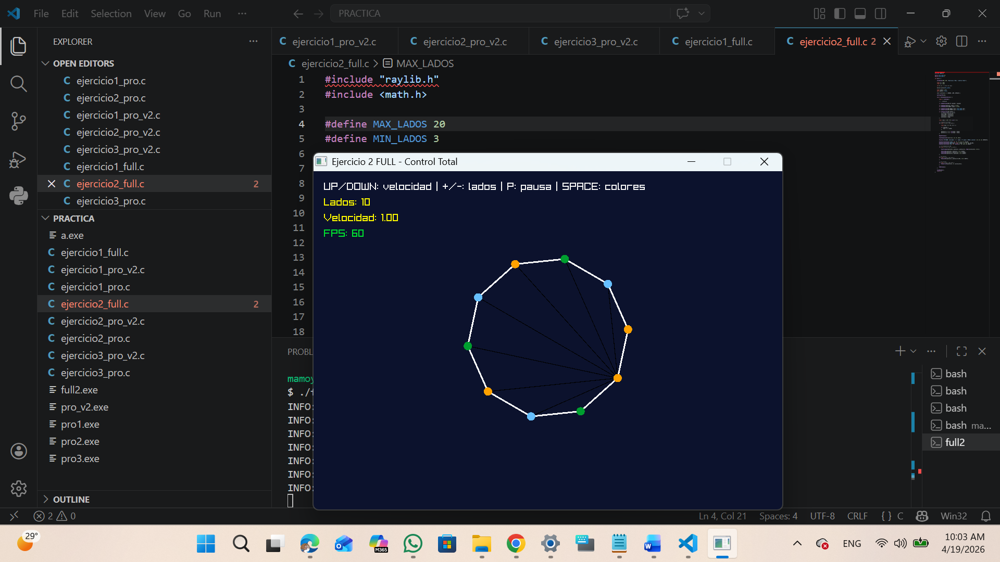 File Edit Selection View Go Run ···
PRACTICA
EXPLORER
OPEN EDITORS
ejercicio1_pro.c
ejercicio2_pro.c
ejercicio1_pro_v2.c
ejercicio2_pro_v2.c
ejercicio3_pro_v2.c
ejercicio1_full.c
ejercicio2_full.c 2
ejercicio3_pro.c
PRACTICA
a.exe
ejercicio1_full.c
ejercicio1_pro_v2.c
ejercicio1_pro.c
ejercicio2_full.c 2
ejercicio2_pro_v2.c
ejercicio2_pro.c
ejercicio3_pro_v2.c
ejercicio3_pro.c
full2.exe
pro_v2.exe
pro1.exe
pro2.exe
pro3.exe
OUTLINE
C ejercicio1_pro_v2.c C ejercicio2_pro_v2.c C ejercicio3_pro_v2.c C ejercicio1_full.c C ejercicio2_full.c 2
C ejercicio2_full.c > MAX_LADOS
1 #include "raylib.h"
2 #include <math.h>
3
4 #define MAX_LADOS 20
5 #define MIN_LADOS 3
6
7
8
9
10
11
12
13
14
15
16
17
18
Ejercicio 2 FULL - Control Total
UP/DOWN: velocidad | +/-: lados | P: pausa | SPACE: colores
Lados: 10
Velocidad: 1.00
FPS: 60
PROBL
mamoy
$ ./f
INFO:
INFO:
INFO:
INFO:
INFO:
INFO:
INFO:
bash
bash
bash
bash ma...
full2
2 0
Ln 4, Col 21 Spaces: 4 UTF-8 CRLF {} C Win32
29°
M365
ENG
10:03 AM
4/19/2026